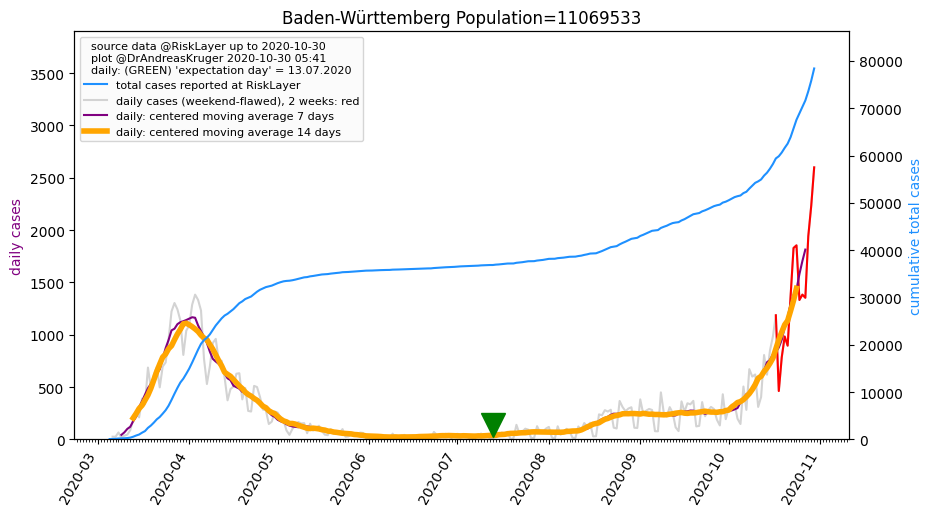 Baden-Württemberg Population=11069533
source data @RiskLayer up to 2020-10-30
plot @DrAndreasKruger 2020-10-30 05:41
daily: (GREEN) 'expectation day' = 13.07.2020
total cases reported at RiskLayer
daily cases (weekend-flawed), 2 weeks: red
daily: centered moving average 7 days
daily: centered moving average 14 days
daily cases
3500
3000
2500
2000
1500
1000
500
0
80000
70000
60000
50000
40000
30000
20000
10000
0
cumulative total cases
2020-03
2020-04
2020-05
2020-06
2020-07
2020-08
2020-09
2020-10
2020-11